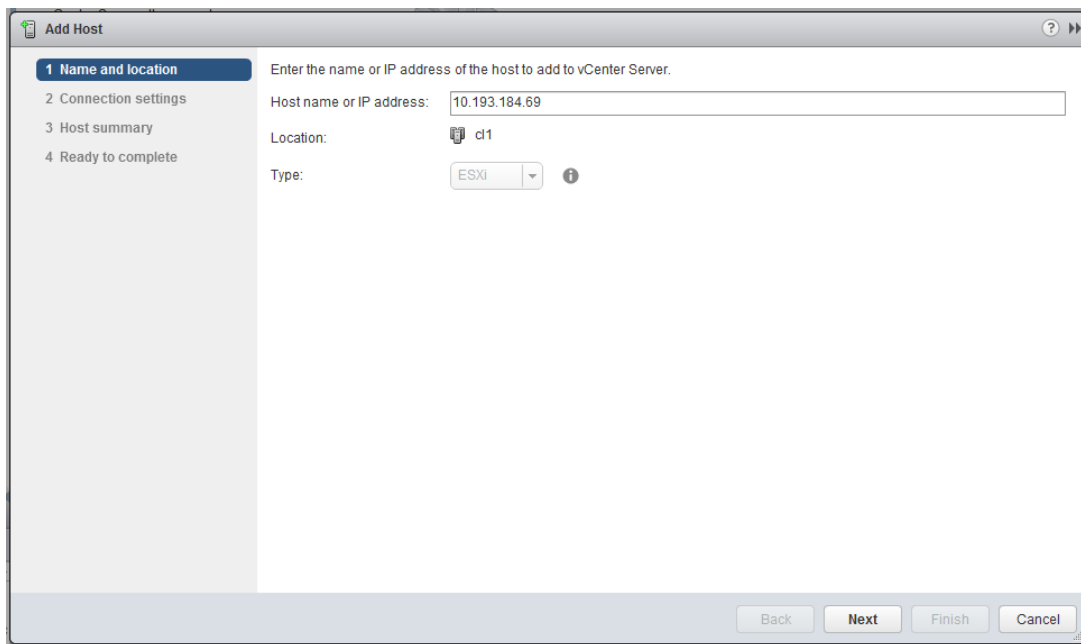 Add Host
1 Name and location
2 Connection settings
3 Host summary
4 Ready to complete
Enter the name or IP address of the host to add to vCenter Server.
Host name or IP address: 10.193.184.69
Location: cl1
Type: ESXi
Back Next Finish Cancel